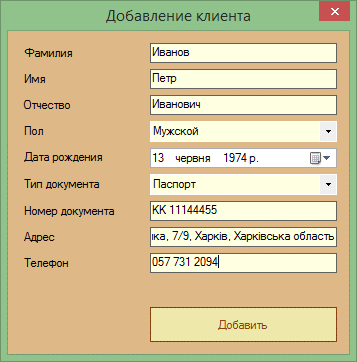 Добавление клиента
Фамилия Иванов
Имя Петр
Отчество Иванович
Пол Мужской
Дата рождения 13 червня 1974 р.
Тип документа Паспорт
Номер документа КК 11144455
Адрес 7/9, Харків, Харківська область
Телефон 057 731 2094
Добавить